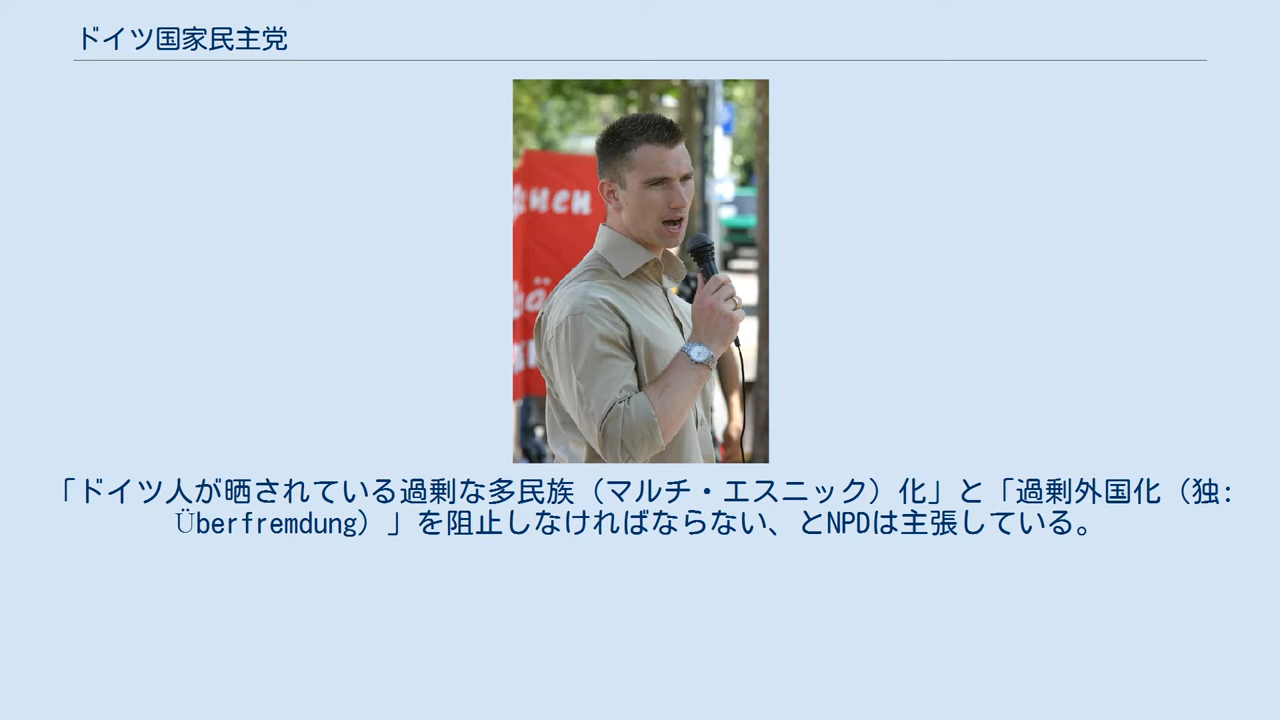 ドイツ国家民主党
「ドイツ人が晒されている過剰な多民族（マルチ・エスニック）化」と「過剰外国化（独:
Überfremdung）」を阻止しなければならない、とNPDは主張している。